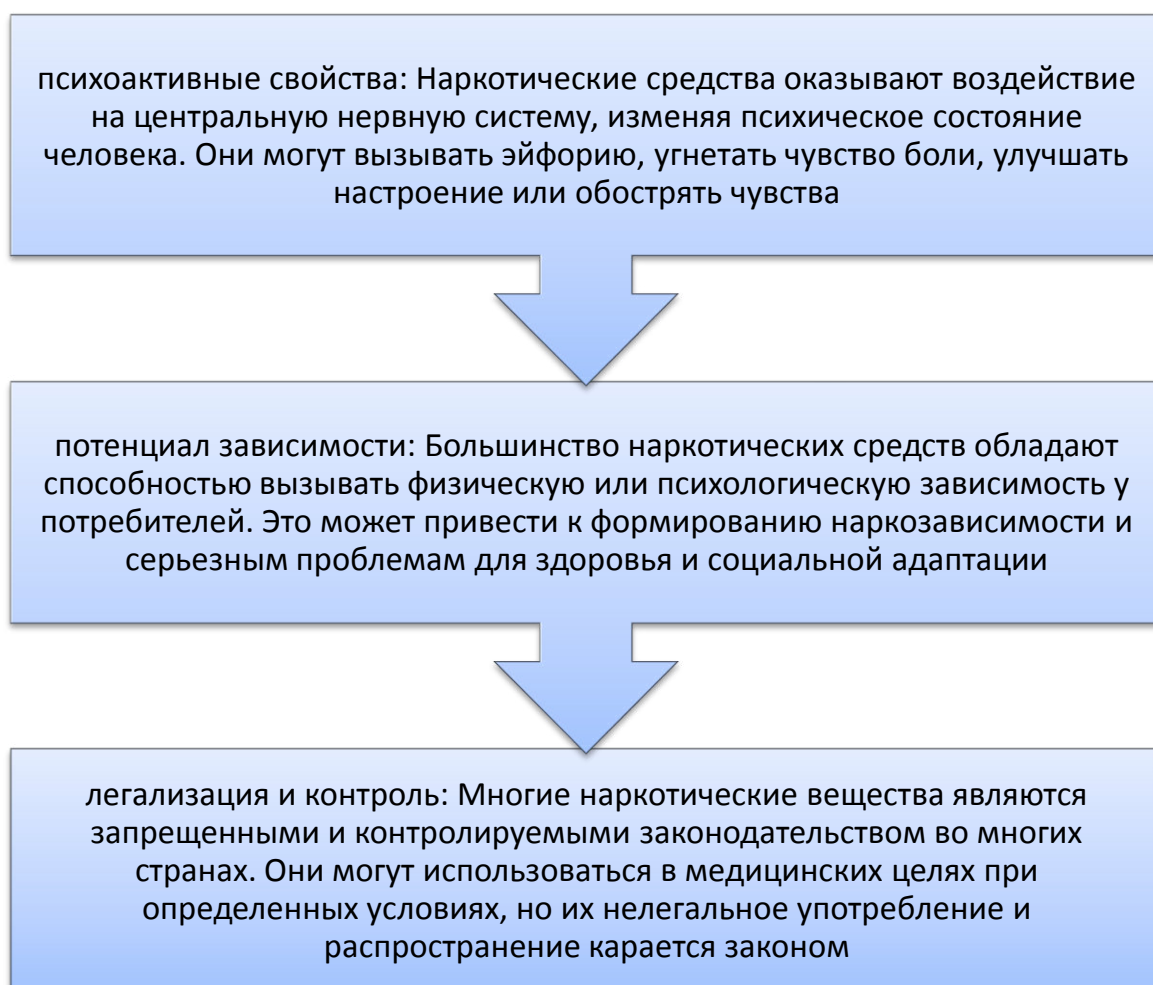 психоактивные свойства: Наркотические средства оказывают воздействие
на центральную нервную систему, изменяя психическое состояние
человека. Они могут вызывать эйфорию, угнетать чувство боли, улучшать
настроение или обострять чувства
потенциал зависимости: Большинство наркотических средств обладают
способностью вызывать физическую или психологическую зависимость у
потребителей. Это может привести к формированию наркозависимости и
серьезным проблемам для здоровья и социальной адаптации
легализация и контроль: Многие наркотические вещества являются
запрещенными и контролируемыми законодательством во многих
странах. Они могут использоваться в медицинских целях при
определенных условиях, но их нелегальное употребление и
распространение карается законом